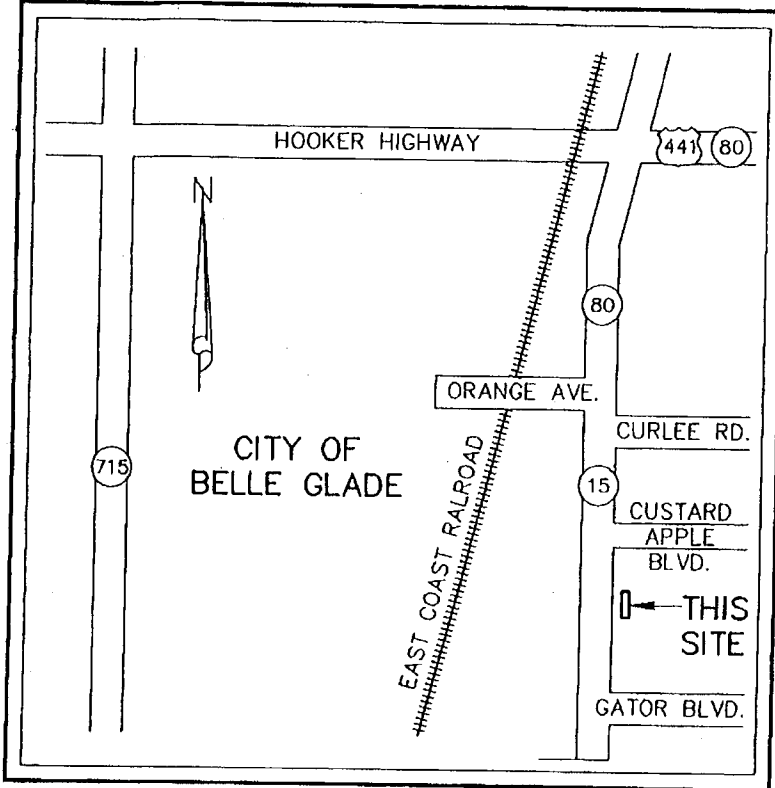 HOOKER HIGHWAY
441
80
N
80
ORANGE AVE.
CURLEE RD.
CITY OF
BELLE GLADE
715
15
EAST COAST RALROAD
CUSTARD
APPLE
BLVD.
THIS
SITE
GATOR BLVD.